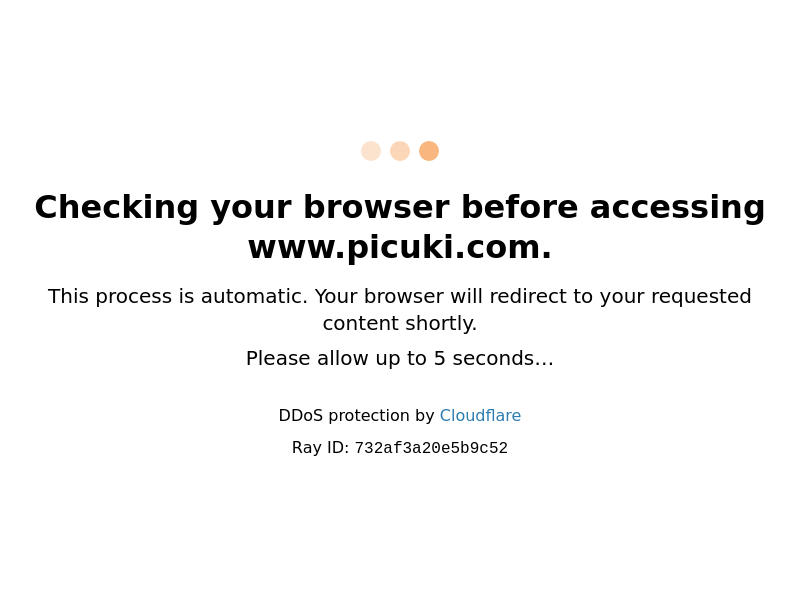 Checking your browser before accessing
www.picuki.com.
This process is automatic. Your browser will redirect to your requested
content shortly.
Please allow up to 5 seconds…
DDoS protection by Cloudflare
Ray ID: 732af3a20e5b9c52